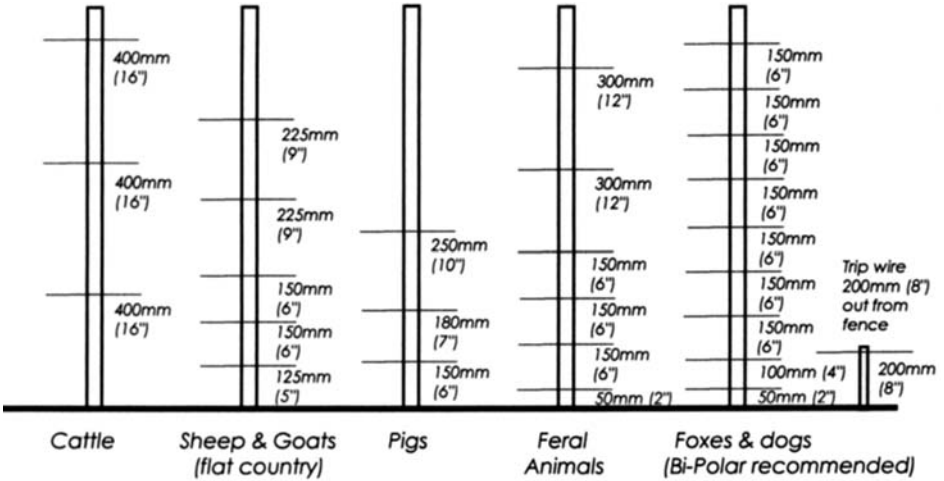 400mm
(16")
400mm
(16")
400mm
(16")
Cattle
225mm
(9")
225mm
(9")
150mm
(6")
150mm
(6")
125mm
(5")
Sheep & Goats
(flat country)
250mm
(10")
180mm
(7")
150mm
(6")
Pigs
300mm
(12")
300mm
(12")
150mm
(6")
150mm
(6")
150mm
(6")
50mm (2")
Feral
Animals
150mm
(6")
150mm
(6")
150mm
(6")
150mm
(6")
150mm
(6")
150mm
(6")
150mm
(6")
100mm (4")
50mm (2")
Foxes & dogs
(Bi-Polar recommended)
Trip wire
200mm (8")
out from
fence
200mm
(8")